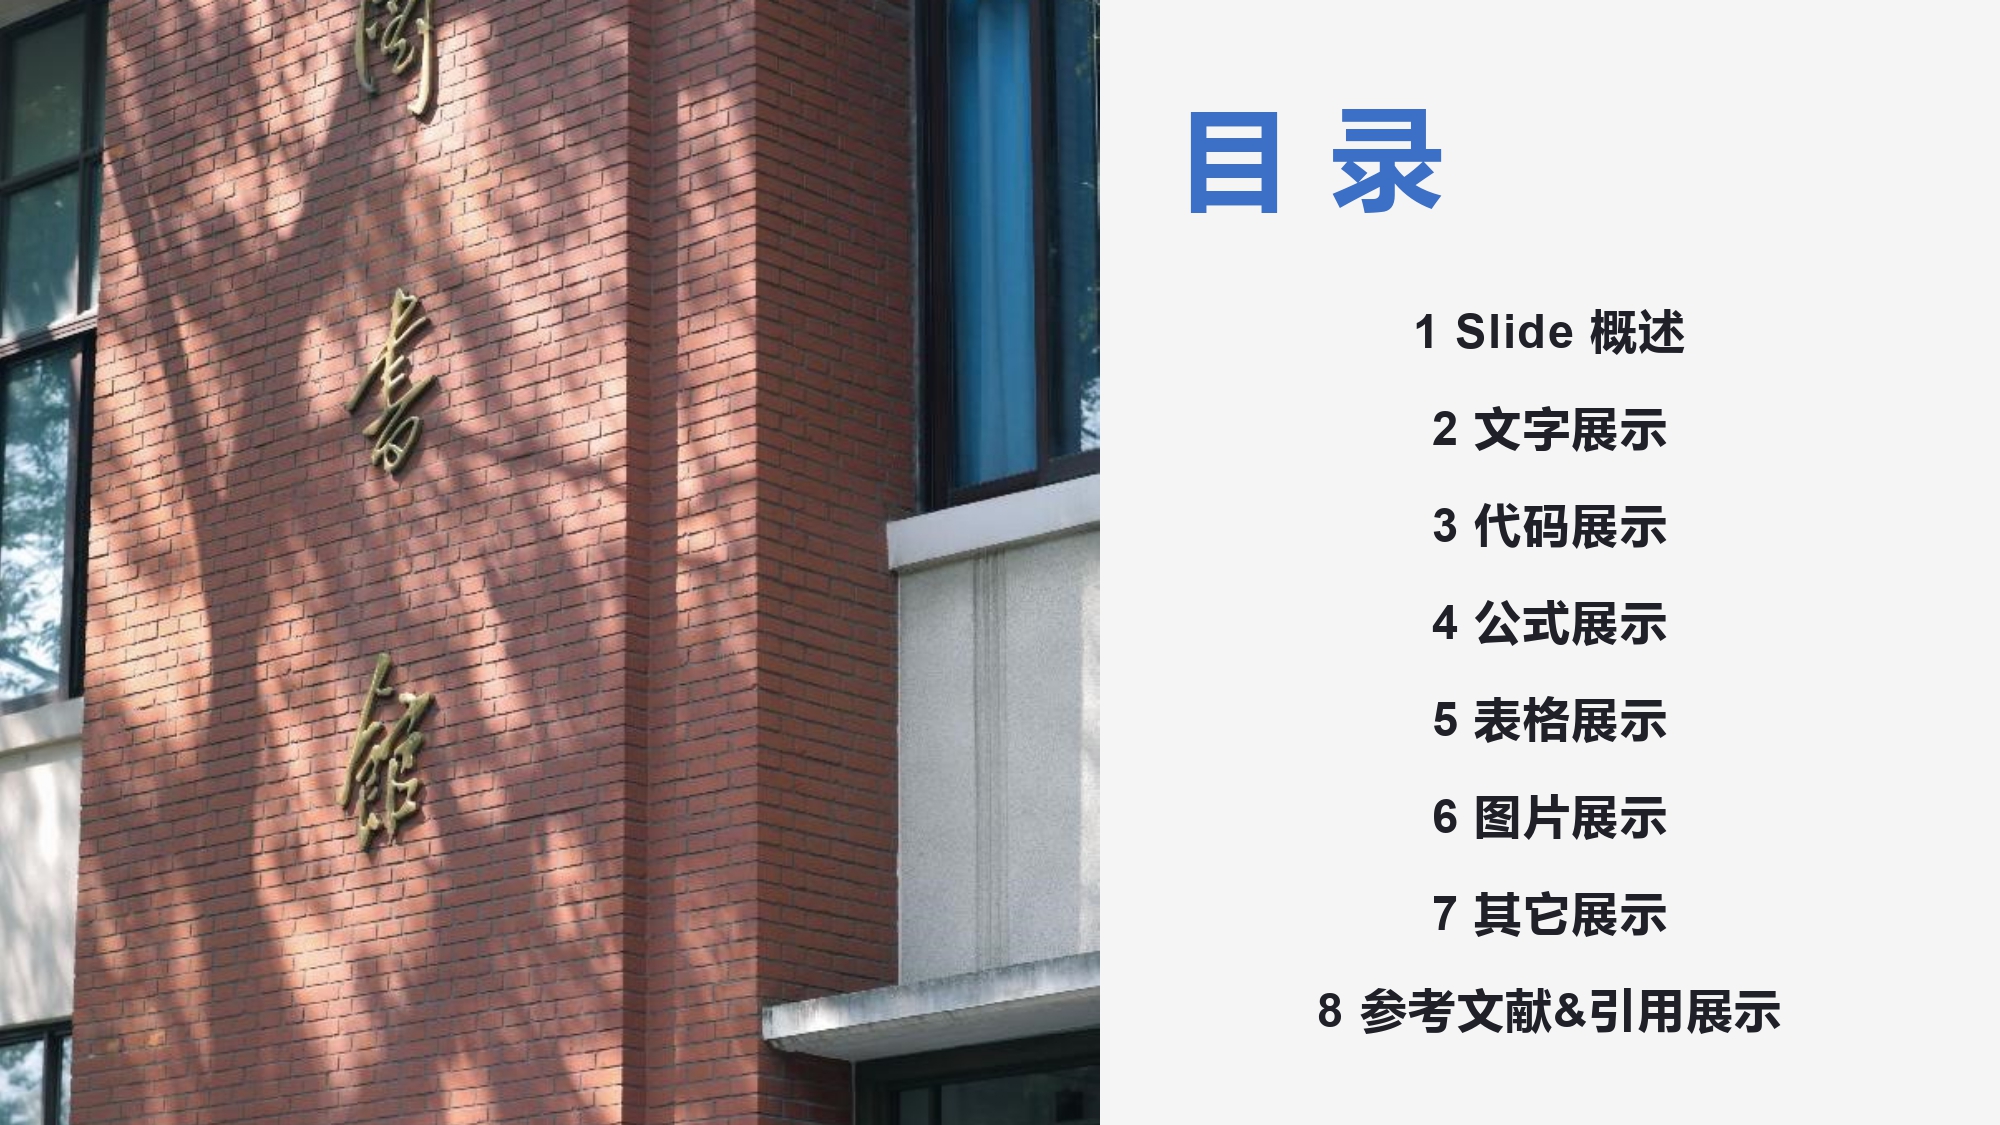 書館
目录
1 Slide 概述
2 文字展示
3 代码展示
4 公式展示
5 表格展示
6 图片展示
7 其它展示
8 参考文献&引用展示